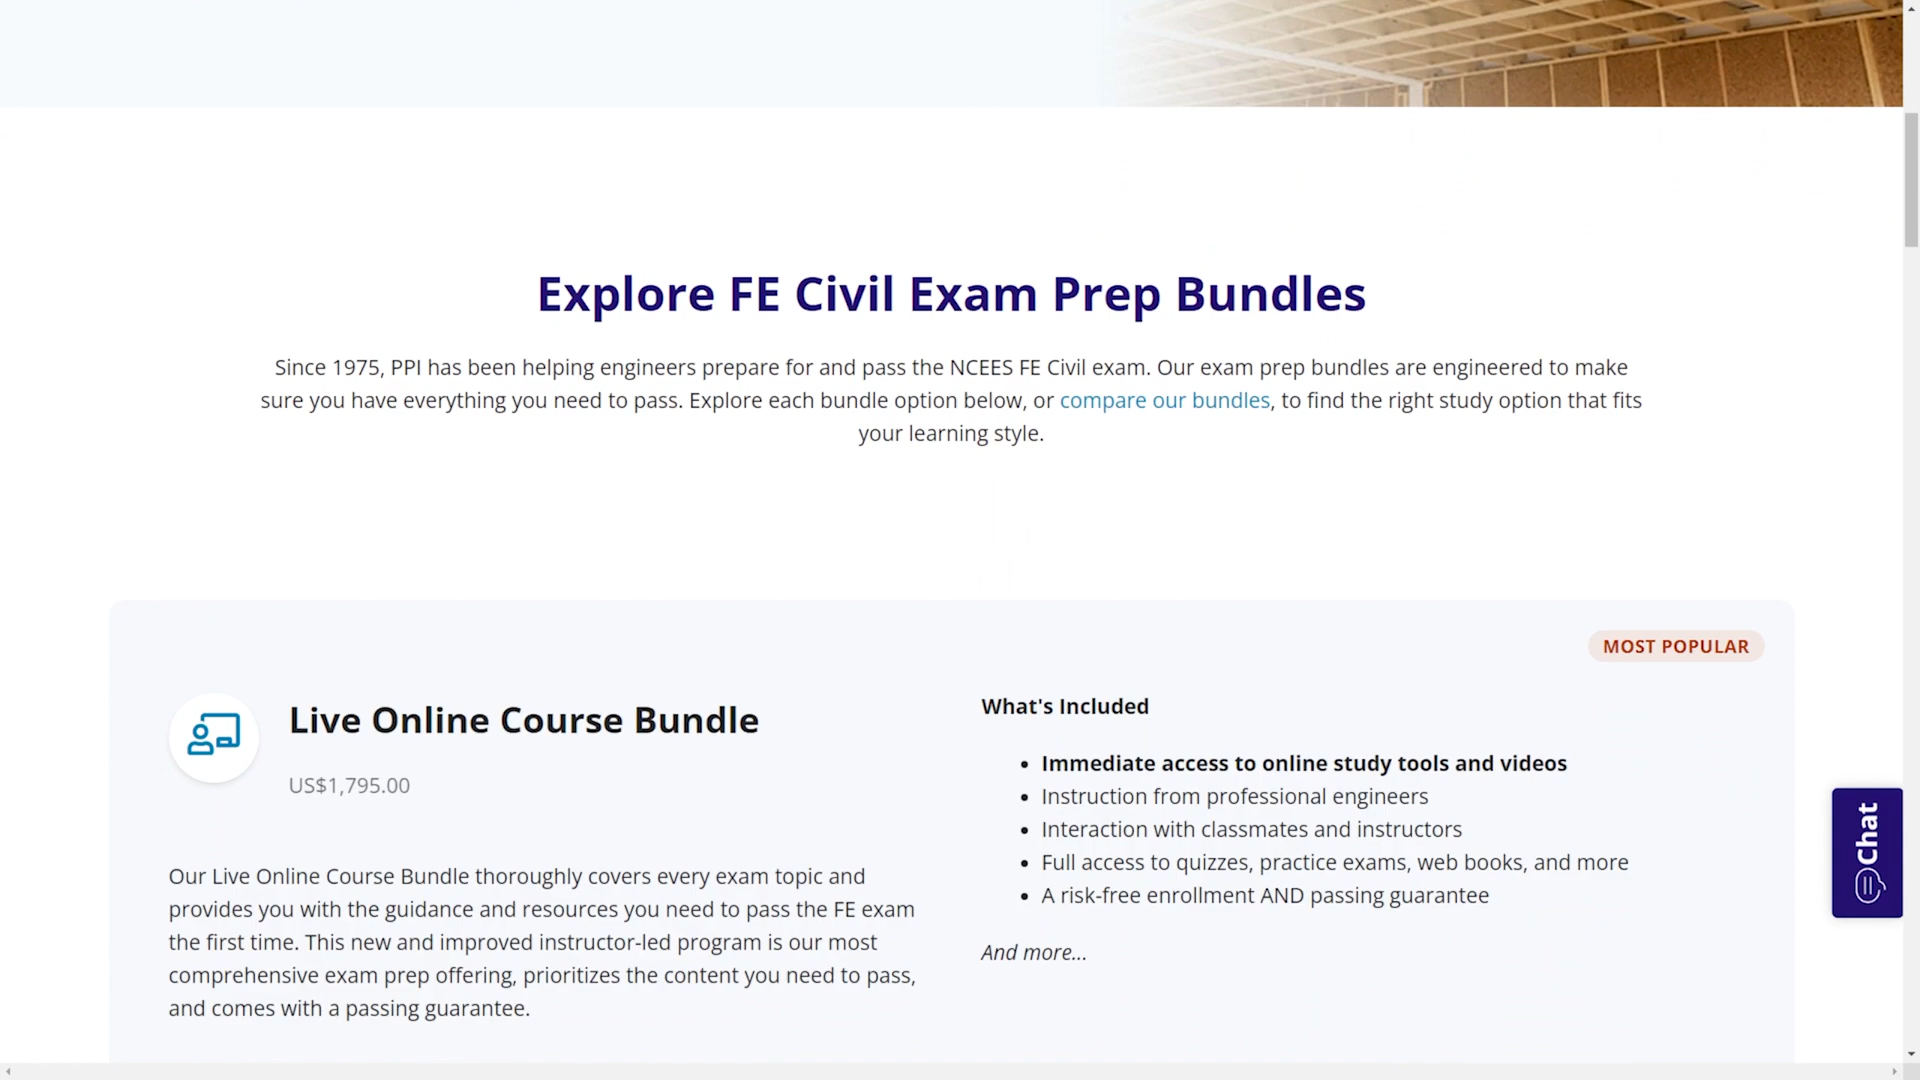 Explore FE Civil Exam Prep Bundles
Since 1975, PPI has been helping engineers prepare for and pass the NCEES FE Civil exam. Our exam prep bundles are engineered to make
sure you have everything you need to pass. Explore each bundle option below, or compare our bundles, to find the right study option that fits
your learning style.
MOST POPULAR
Live Online Course Bundle
US$1,795.00
Our Live Online Course Bundle thoroughly covers every exam topic and
provides you with the guidance and resources you need to pass the FE exam
the first time. This new and improved instructor-led program is our most
comprehensive exam prep offering, prioritizes the content you need to pass,
and comes with a passing guarantee.
What's Included
• Immediate access to online study tools and videos
• Instruction from professional engineers
• Interaction with classmates and instructors
• Full access to quizzes, practice exams, web books, and more
• A risk-free enrollment AND passing guarantee
And more...
Chat